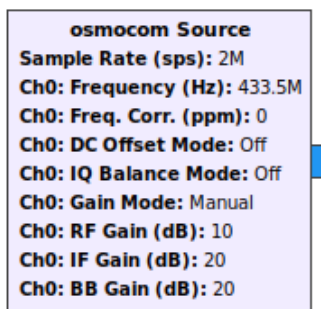 osmocom Source
Sample Rate (sps): 2M
Ch0: Frequency (Hz): 433.5M
Ch0: Freq. Corr. (ppm): 0
Ch0: DC Offset Mode: Off
Ch0: IQ Balance Mode: Off
Ch0: Gain Mode: Manual
Ch0: RF Gain (dB): 10
Ch0: IF Gain (dB): 20
Ch0: BB Gain (dB): 20